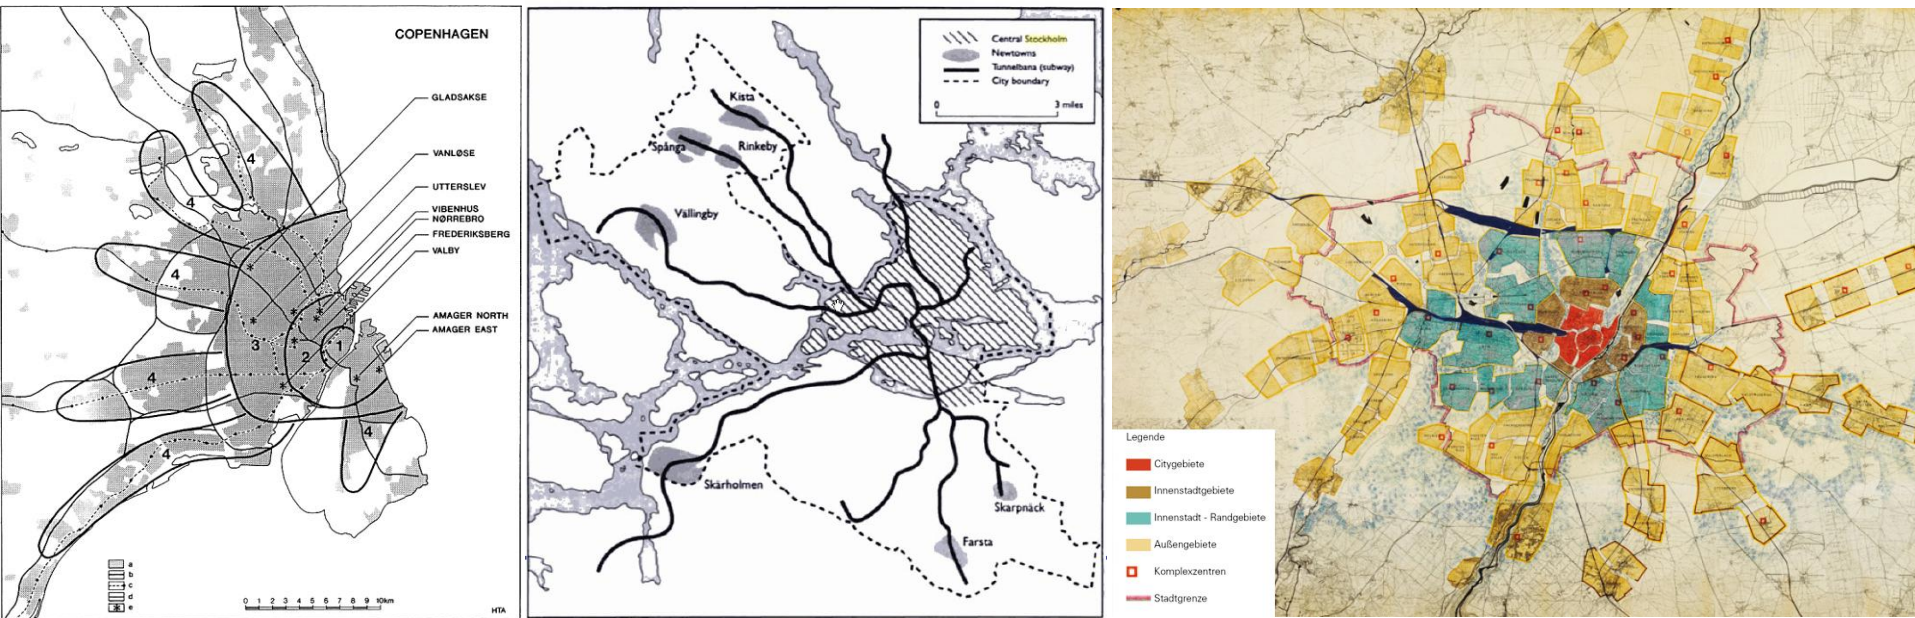 COPENHAGEN
GLADSAKSE
VANLØSE
UTTERSLEV
VIBENHUS
NØRREBRO
FREDERIKSBERG
VALBY
AMAGER NORTH
AMAGER EAST
4
4
4
3
2
1
4
4
4
a
b
c
d
e
0 1 2 3 4 5 6 7 8 9 10km
HTA
Central Stockholm
Newtowns
Tunnelbana (subway)
City boundary
0 3 miles
Kista
Spånga
Rinkeby
Vällingby
Skärholmen
Skarpnäck
Farsta
Legende
Citygebiete
Innenstadtgebiete
Innenstadt - Randgebiete
Außengebiete
Komplexzentren
Stadtgrenze